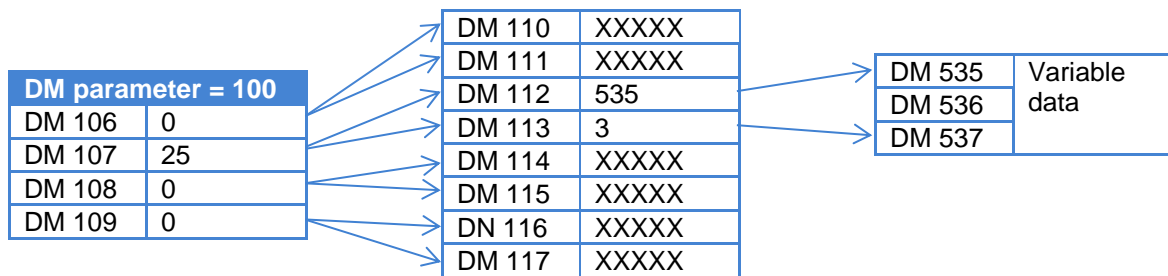 DM parameter = 100
DM 106 0
DM 107 25
DM 108 0
DM 109 0
DM 110 XXXXX
DM 111 XXXXX
DM 112 535
DM 113 3
DM 114 XXXXX
DM 115 XXXXX
DN 116 XXXXX
DM 117 XXXXX
DM 535 Variable
DM 536 data
DM 537